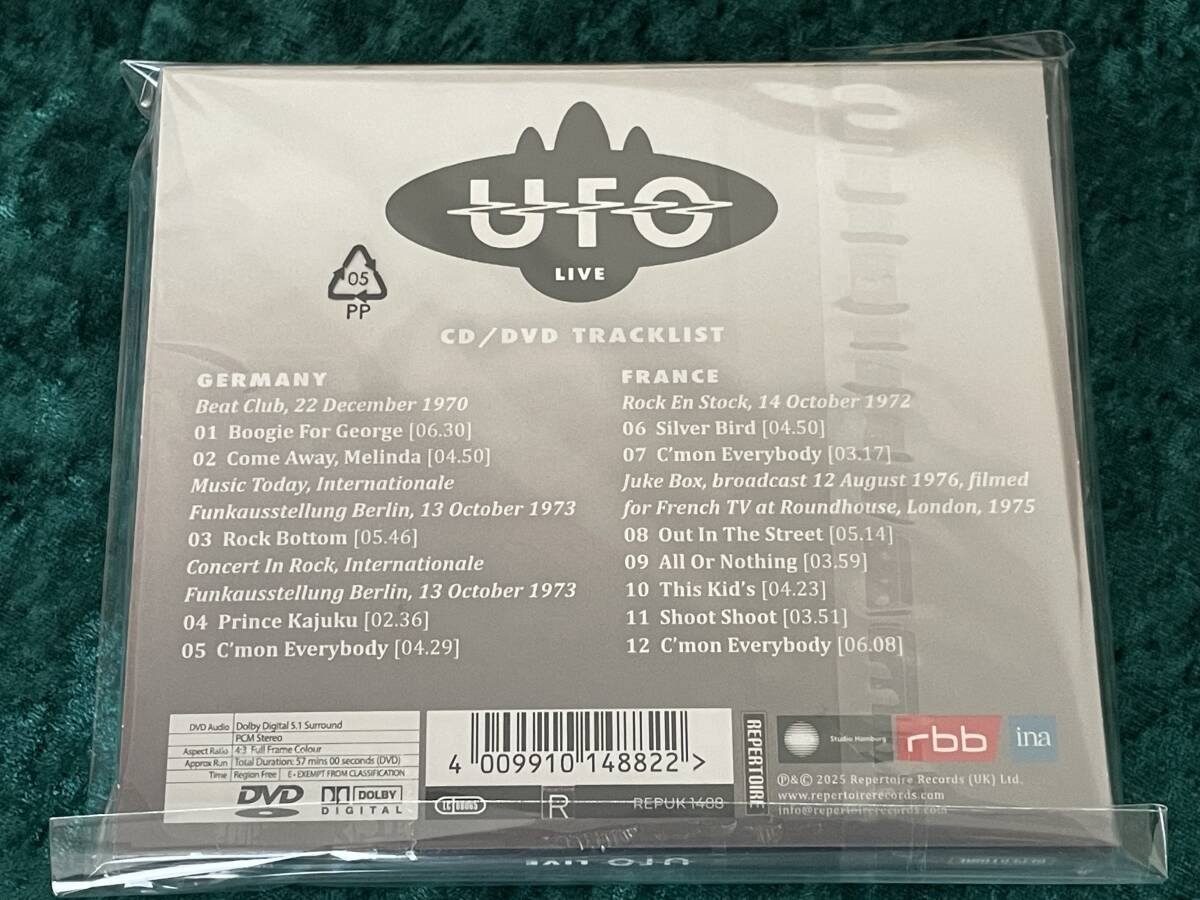 UFO
LIVE
05
PP
CD/DVD TRACKLIST
GERMANY
Beat Club, 22 December 1970
01 Boogie For George [06.30]
02 Come Away, Melinda [04.50]
Music Today, Internationale
Funkausstellung Berlin, 13 October 1973
03 Rock Bottom [05.46]
Concert In Rock, Internationale
Funkausstellung Berlin, 13 October 1973
04 Prince Kajuku [02.36]
05 C'mon Everybody [04.29]
FRANCE
Rock En Stock, 14 October 1972
06 Silver Bird [04.50]
07 C'mon Everybody [03.17]
Juke Box, broadcast 12 August 1976, filmed
for French TV at Roundhouse, London, 1975
08 Out In The Street [05.14]
09 All Or Nothing [03.59]
10 This Kid's [04.23]
11 Shoot Shoot [03.51]
12 C'mon Everybody [06.08]
DVD Audio Dolby Digital 5.1 Surround
PCM Stereo
Aspect Ratio 4:3 Full Frame Colour
Approx Run Total Duration: 57 mins 00 seconds (DVD)
Time Region Free E - EXEMPT FROM CLASSIFICATION
DVD
DOLBY
DIGITAL
4 009910 148822 >
R
REPUK 1488
REPERTOIRE
Studio Hamburg
rbb
ina
℗&© 2025 Repertoire Records (UK) Ltd.
www.repertoirerecords.com
info@repertoirerecords.com
UFO LIVE